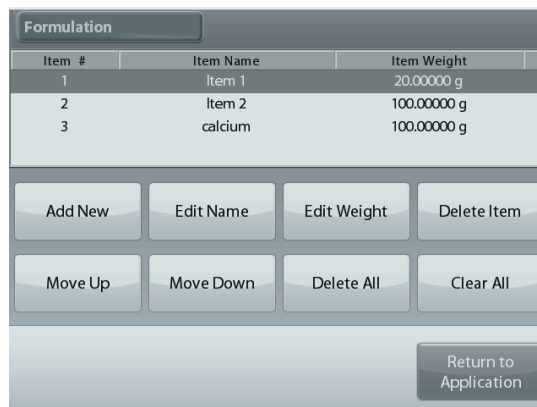 Formulation
Item # Item Name Item Weight
1 Item 1 20.00000 g
2 Item 2 100.00000 g
3 calcium 100.00000 g
Add New Edit Name Edit Weight Delete Item
Move Up Move Down Delete All Clear All
Return to
Application